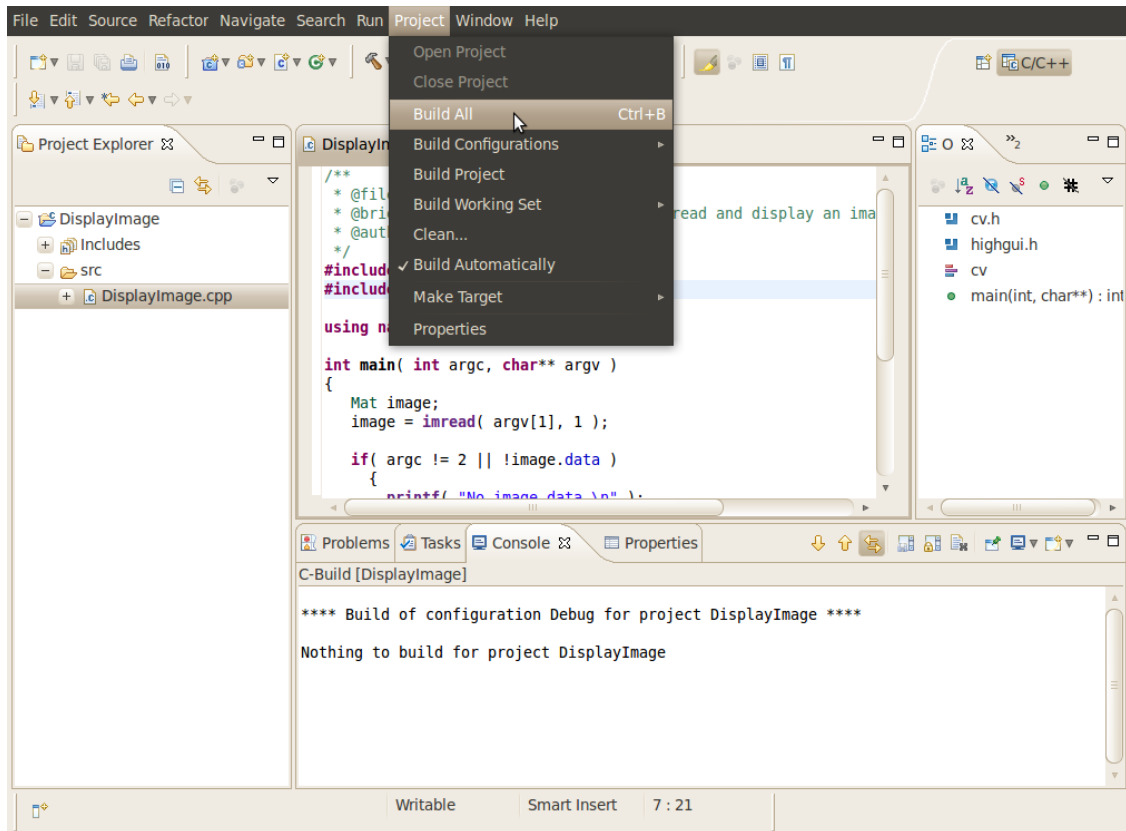 File Edit Source Refactor Navigate Search Run Project Window Help
C/C++
Open Project
Close Project
Build All Ctrl+B
Build Configurations
Build Project
Build Working Set
Clean...
✓ Build Automatically
Make Target
Properties
Project Explorer
DisplayImage
Includes
src
DisplayImage.cpp
DisplayIm
/**
* @fil
* @bri read and display an ima
* @aut
*/
#includ
#includ
using na
int main( int argc, char** argv )
{
Mat image;
image = imread( argv[1], 1 );
if( argc != 2 || !image.data )
{
printf( "No image data \n" );
O
»2
cv.h
highgui.h
cv
main(int, char**) : int
Problems Tasks Console Properties
C-Build [DisplayImage]
**** Build of configuration Debug for project DisplayImage ****
Nothing to build for project DisplayImage
Writable Smart Insert 7 : 21